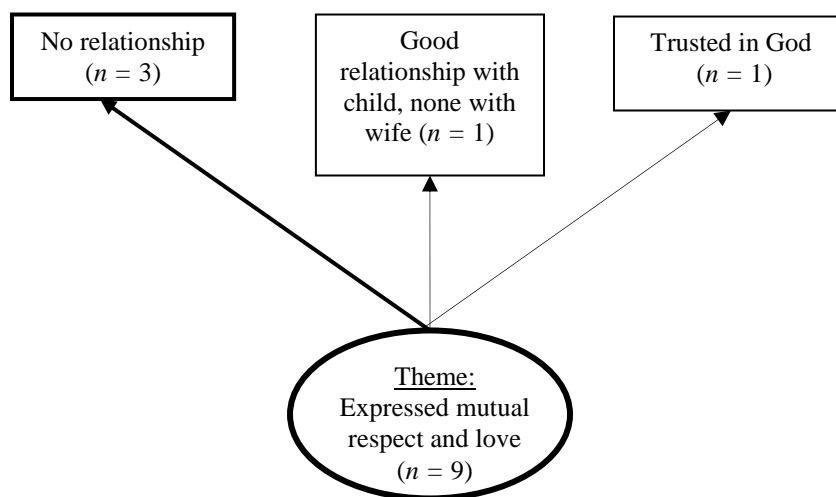 No relationship
(n = 3)
Good
relationship with
child, none with
wife (n = 1)
Trusted in God
(n = 1)
Theme:
Expressed mutual
respect and love
(n = 9)